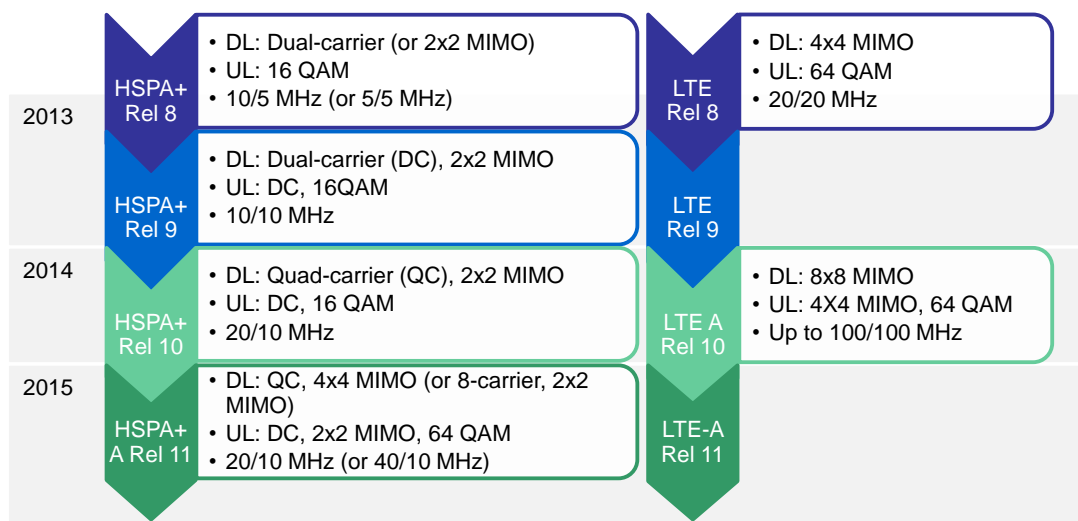 HSPA+
Rel 8
• DL: Dual-carrier (or 2x2 MIMO)
• UL: 16 QAM
• 10/5 MHz (or 5/5 MHz)
LTE
Rel 8
• DL: 4x4 MIMO
• UL: 64 QAM
• 20/20 MHz
2013
HSPA+
Rel 9
• DL: Dual-carrier (DC), 2x2 MIMO
• UL: DC, 16QAM
• 10/10 MHz
LTE
Rel 9
2014
HSPA+
Rel 10
• DL: Quad-carrier (QC), 2x2 MIMO
• UL: DC, 16 QAM
• 20/10 MHz
LTE A
Rel 10
• DL: 8x8 MIMO
• UL: 4X4 MIMO, 64 QAM
• Up to 100/100 MHz
2015
HSPA+
A Rel 11
• DL: QC, 4x4 MIMO (or 8-carrier, 2x2
MIMO)
• UL: DC, 2x2 MIMO, 64 QAM
• 20/10 MHz (or 40/10 MHz)
LTE-A
Rel 11